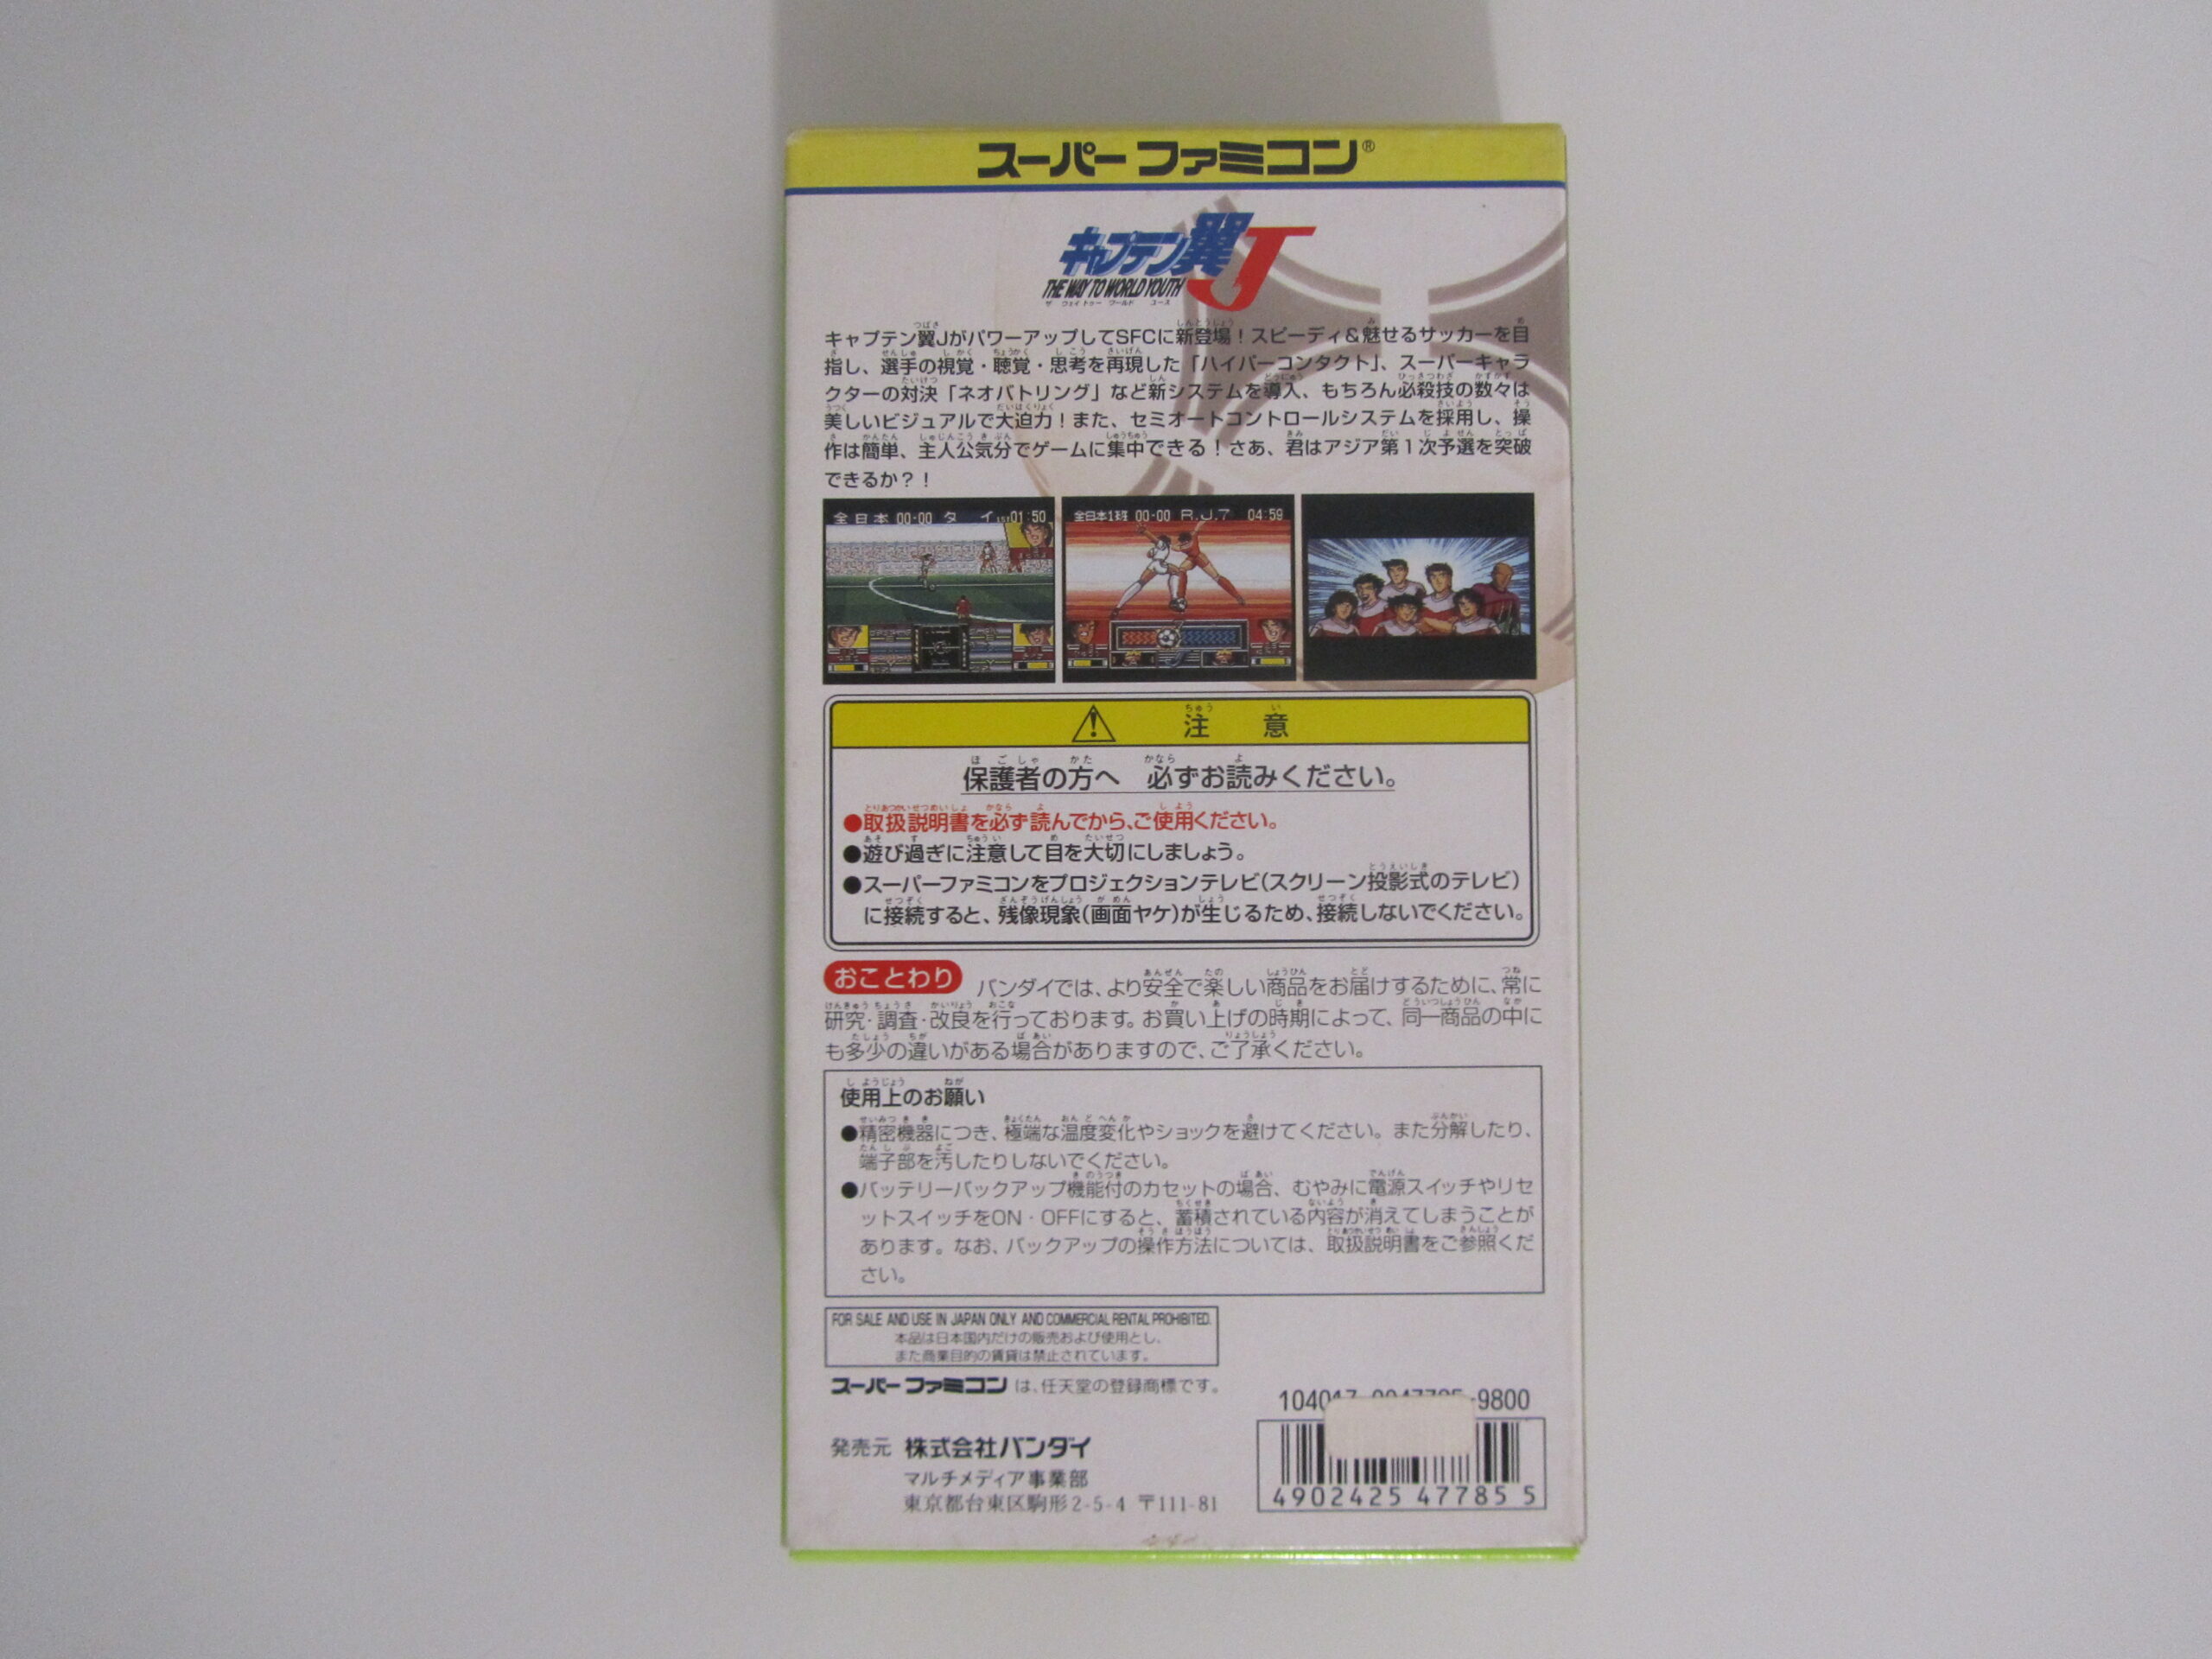 スーパーファミコン®
キャプテン翼J
THE WAY TO WORLD YOUTH
ザ ウェイ トゥー ワールド ユース
キャプテン翼JがパワーアップしてSFCに新登場！スピーディ＆魅せるサッカーを目
指し、選手の視覚・聴覚・思考を再現した「ハイパーコンタクト」、スーパーキャラ
クターの対決「ネオバトリング」など新システムを導入、もちろん必殺技の数々は
美しいビジュアルで大迫力！また、セミオートコントロールシステムを採用し、操
作は簡単、主人公気分でゲームに集中できる！さあ、君はアジア第1次予選を突破
できるか？！
全日本 00-00 タ イ 1ST 01:50
全日本1班 00-00 R.J.7 04:59
注 意
保護者の方へ 必ずお読みください。
●取扱説明書を必ず読んでから、ご使用ください。
●遊び過ぎに注意して目を大切にしましょう。
●スーパーファミコンをプロジェクションテレビ(スクリーン投影式のテレビ)
に接続すると、残像現象(画面ヤケ)が生じるため、接続しないでください。
おことわり バンダイでは、より安全で楽しい商品をお届けするために、常に
研究・調査・改良を行っております。お買い上げの時期によって、同一商品の中に
も多少の違いがある場合がありますので、ご了承ください。
使用上のお願い
●精密機器につき、極端な温度変化やショックを避けてください。また分解したり、
端子部を汚したりしないでください。
●バッテリーバックアップ機能付のカセットの場合、むやみに電源スイッチやリセ
ットスイッチをON・OFFにすると、蓄積されている内容が消えてしまうことが
あります。なお、バックアップの操作方法については、取扱説明書をご参照くだ
さい。
FOR SALE AND USE IN JAPAN ONLY AND COMMERCIAL RENTAL PROHIBITED.
本品は日本国内だけの販売および使用とし、
また商業目的の賃貸は禁止されています。
スーパーファミコンは、任天堂の登録商標です。
発売元 株式会社バンダイ
マルチメディア事業部
東京都台東区駒形2-5-4 〒111-81
-9800
4902425 477855